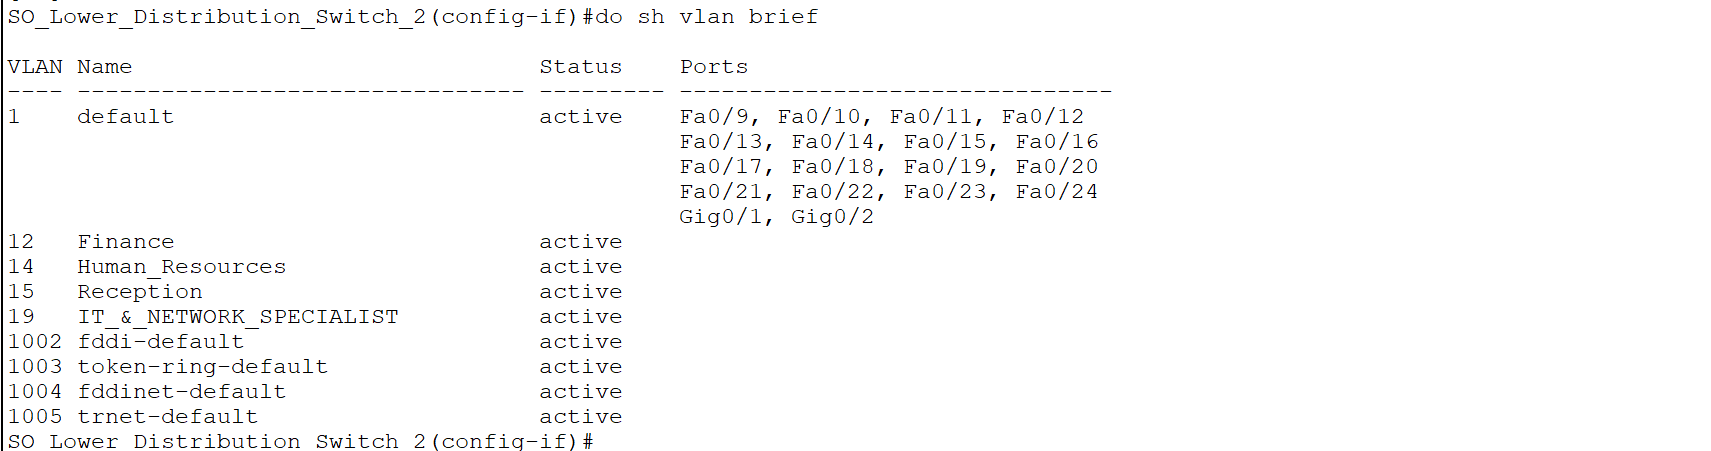 SO_Lower_Distribution_Switch_2(config-if)#do sh vlan brief
VLAN Name                             Status    Ports
---- -------------------------------- --------- -------------------------------
1    default                          active    Fa0/9, Fa0/10, Fa0/11, Fa0/12
                                                Fa0/13, Fa0/14, Fa0/15, Fa0/16
                                                Fa0/17, Fa0/18, Fa0/19, Fa0/20
                                                Fa0/21, Fa0/22, Fa0/23, Fa0/24
                                                Gig0/1, Gig0/2
12   Finance                          active
14   Human_Resources                  active
15   Reception                        active
19   IT_&_NETWORK_SPECIALIST          active
1002 fddi-default                     active
1003 token-ring-default               active
1004 fddinet-default                  active
1005 trnet-default                    active
SO_Lower_Distribution_Switch_2(config-if)#